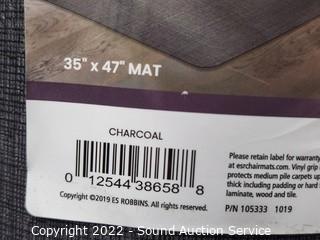 35" x 47" MAT
CHARCOAL
0 12544 38658 8
Copyright ©2019 ES ROBBINS. All rights reserved.
Please retain label for warranty
at esrchairmats.com. Vinyl grip
protects medium pile carpets up
thick including padding or hard
laminate, wood and tile.
P/N 105333 1019
Copyright 2022 - Sound Auction Service